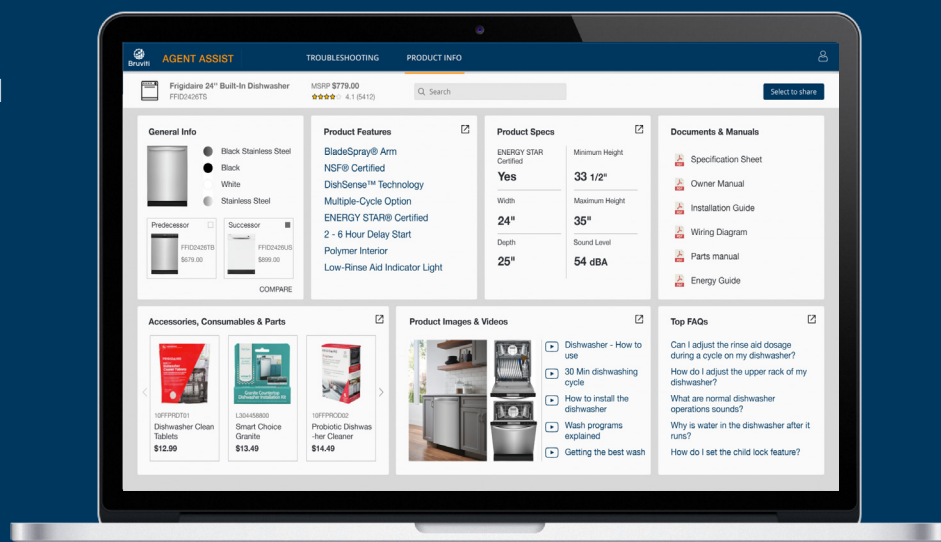 Bruviti
AGENT ASSIST
TROUBLESHOOTING
PRODUCT INFO
Frigidaire 24" Built-In Dishwasher
FFID2426TS
MSRP $779.00
4.1 (5412)
Search
Select to share
General Info
Black Stainless Steel
Black
White
Stainless Steel
Predecessor
FFID2426TB
$679.00
Successor
FFID2426US
$899.00
COMPARE
Product Features
BladeSpray® Arm
NSF® Certified
DishSense™ Technology
Multiple-Cycle Option
ENERGY STAR® Certified
2 - 6 Hour Delay Start
Polymer Interior
Low-Rinse Aid Indicator Light
Product Specs
ENERGY STAR
Certified
Yes
Minimum Height
33 1/2"
Width
24"
Maximum Height
35"
Depth
25"
Sound Level
54 dBA
Documents & Manuals
Specification Sheet
Owner Manual
Installation Guide
Wiring Diagram
Parts manual
Energy Guide
Accessories, Consumables & Parts
10FFPRDT01
Dishwasher Clean
Tablets
$12.99
L304458800
Smart Choice
Granite
$13.49
10FFPROD02
Probiotic Dishwas
-her Cleaner
$14.49
Product Images & Videos
Dishwasher - How to
use
30 Min dishwashing
cycle
How to install the
dishwasher
Wash programs
explained
Getting the best wash
Top FAQs
Can I adjust the rinse aid dosage
during a cycle on my dishwasher?
How do I adjust the upper rack of my
dishwasher?
What are normal dishwasher
operations sounds?
Why is water in the dishwasher after it
runs?
How do I set the child lock feature?